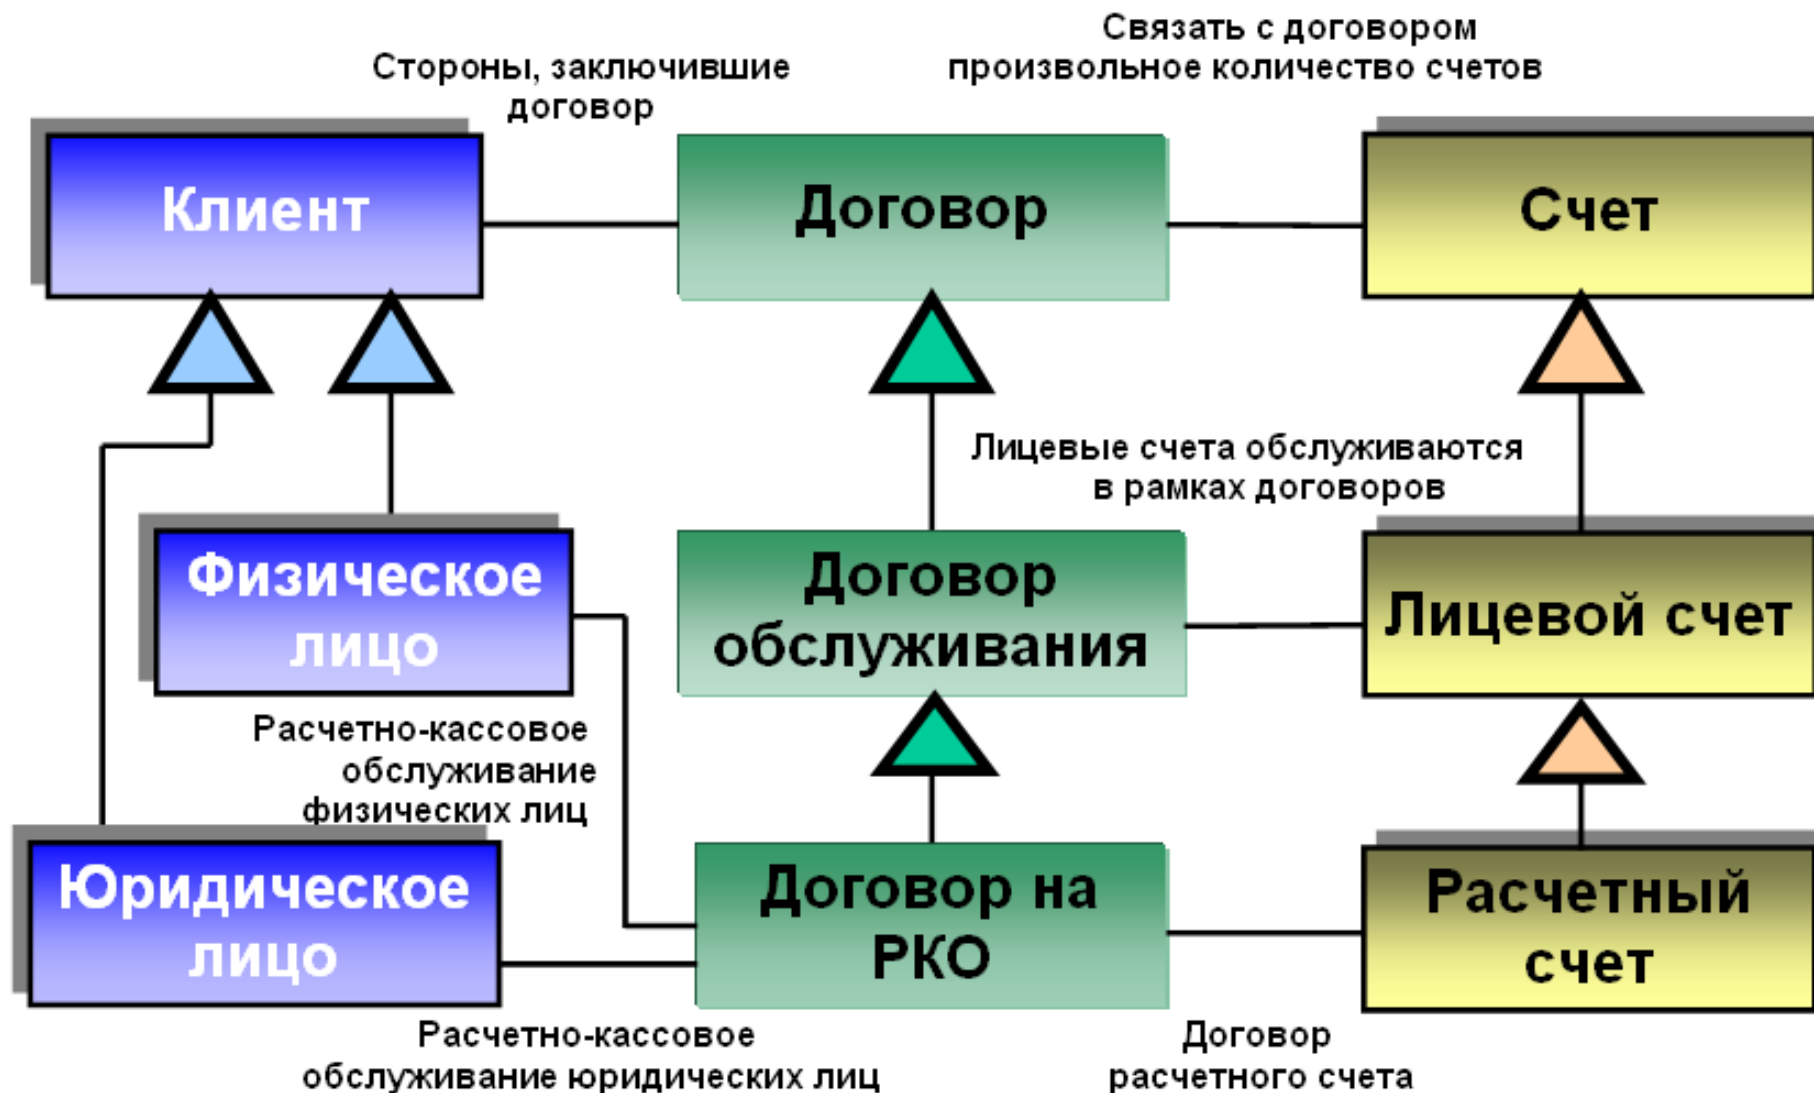 Стороны, заключившие
договор
Связать с договором
произвольное количество счетов
Клиент
Договор
Счет
Лицевые счета обслуживаются
в рамках договоров
Физическое
лицо
Договор
обслуживания
Лицевой счет
Расчетно-кассовое
обслуживание
физических лиц
Юридическое
лицо
Договор на
РКО
Расчетный
счет
Расчетно-кассовое
обслуживание юридических лиц
Договор
расчетного счета